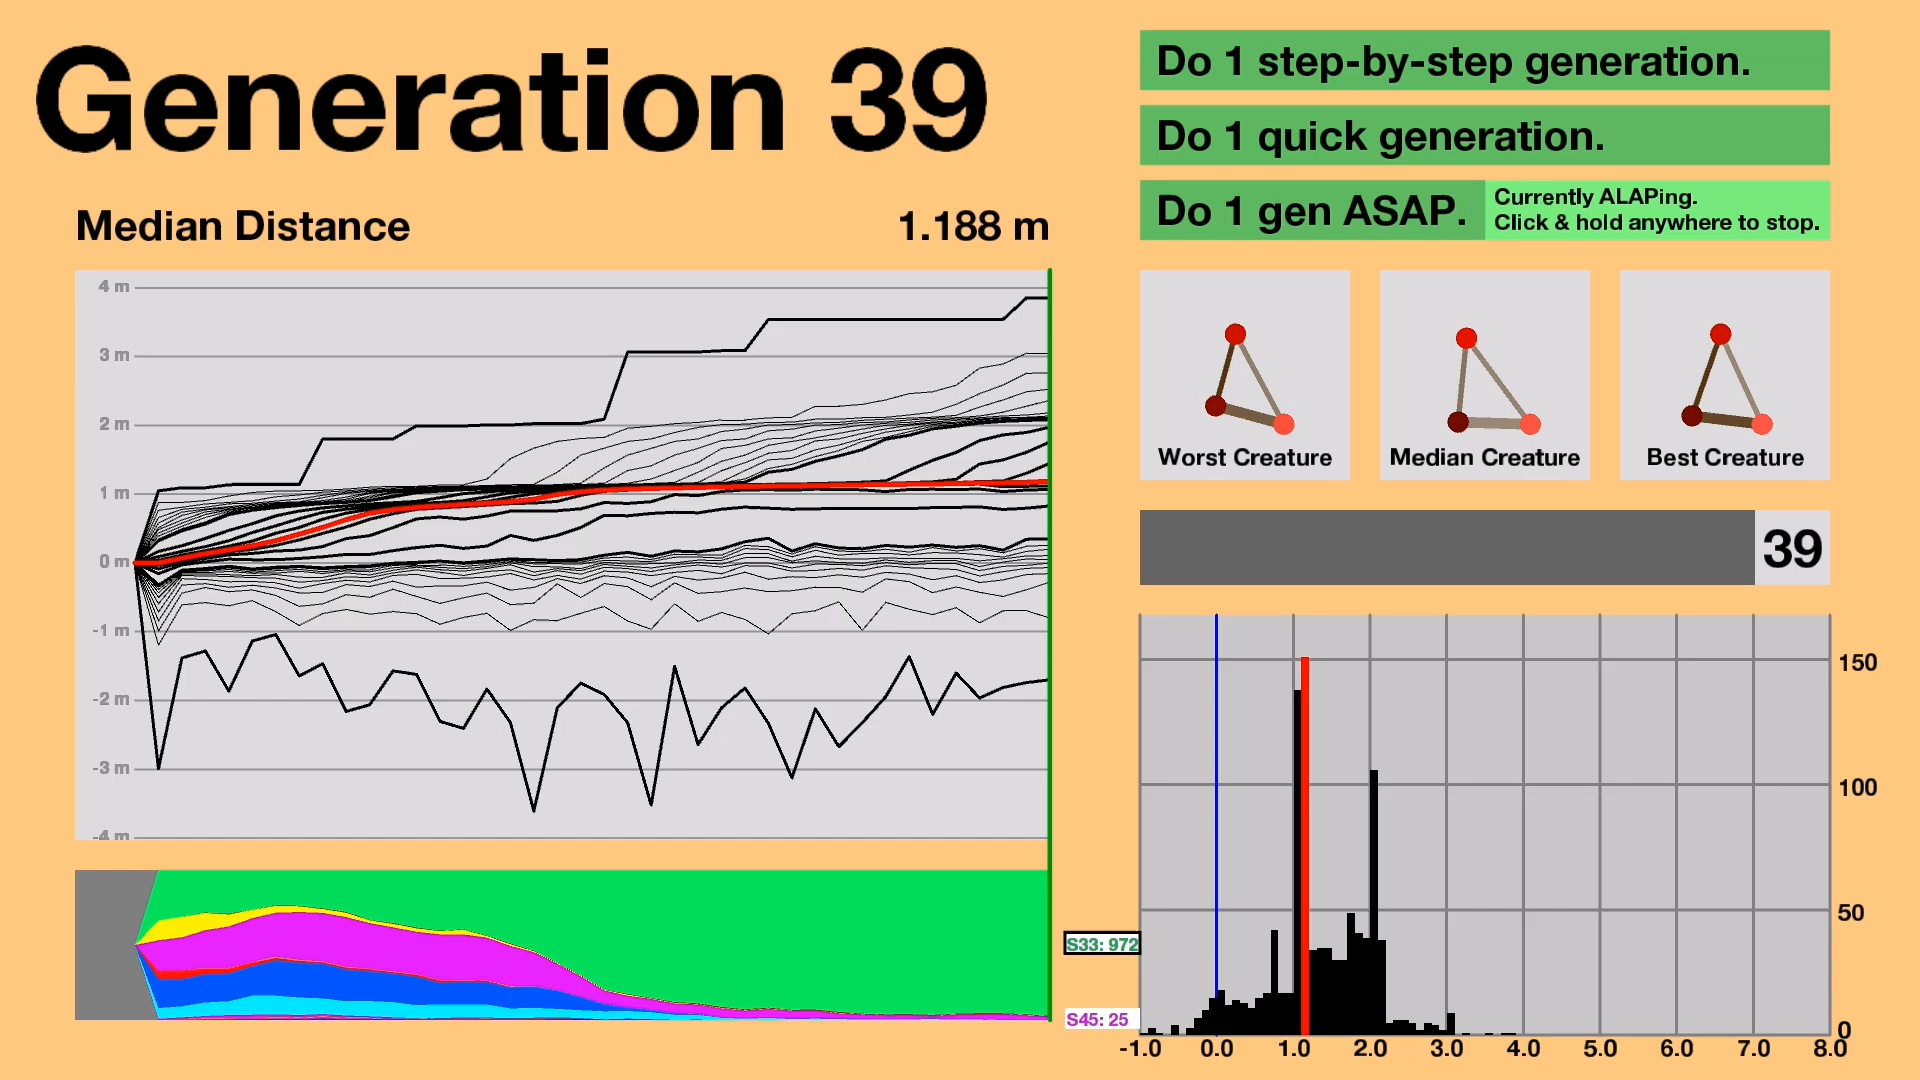 Generation 39
Do 1 step-by-step generation.
Do 1 quick generation.
Do 1 gen ASAP.
Currently ALAPing.
Click & hold anywhere to stop.
Median Distance
1.188 m
4 m
3 m
2 m
1 m
0 m
-1 m
-2 m
-3 m
-4 m
Worst Creature
Median Creature
Best Creature
39
150
100
50
0
S33: 972
S45: 25
-1.0 0.0 1.0 2.0 3.0 4.0 5.0 6.0 7.0 8.0